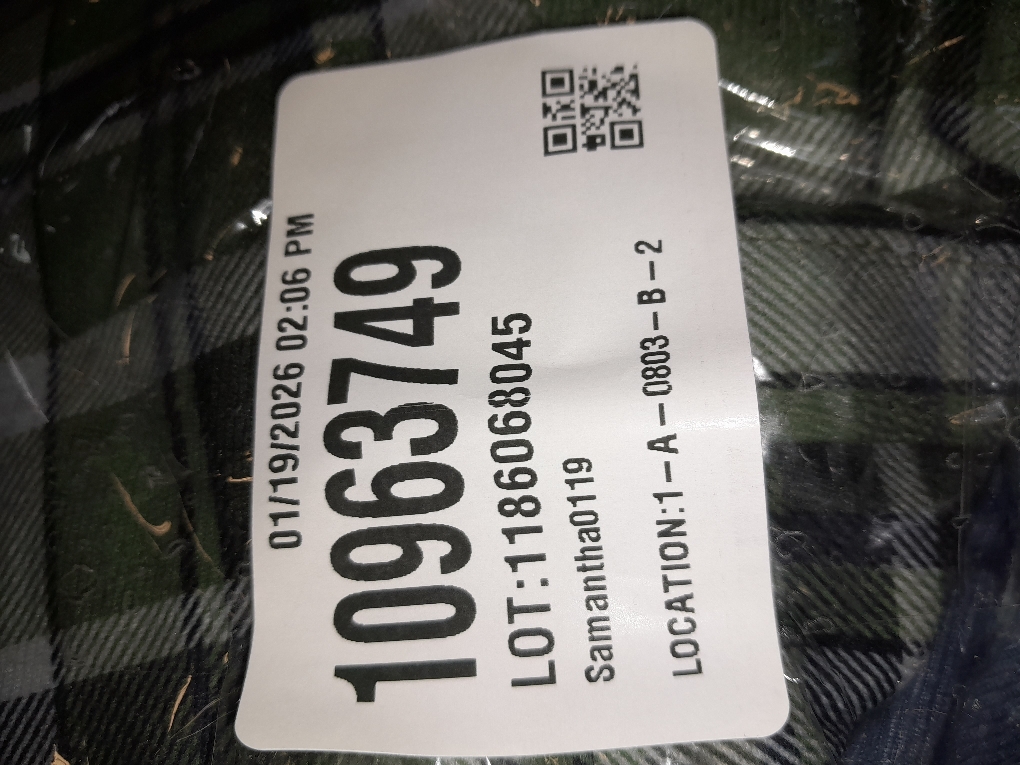 01/19/2026 02:06 PM
10963749
LOT:1186068045
Samantha0119
LOCATION:1-A-0803-B-2